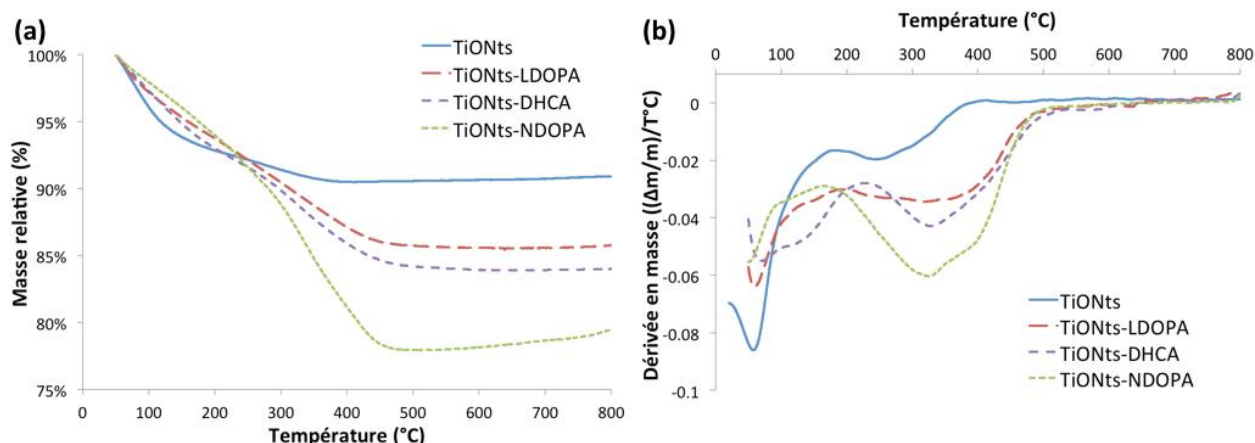 (a)
100%
95%
90%
85%
80%
75%
Masse relative (%)
0 100 200 300 400 500 600 700 800
Température (°C)
TiONts
TiONts-LDOPA
TiONts-DHCA
TiONts-NDOPA
(b)
Température (°C)
0 100 200 300 400 500 600 700 800
0
-0.02
-0.04
-0.06
-0.08
-0.1
Dérivée en masse ((Δm/m)/T°C)
TiONts
TiONts-LDOPA
TiONts-DHCA
TiONts-NDOPA